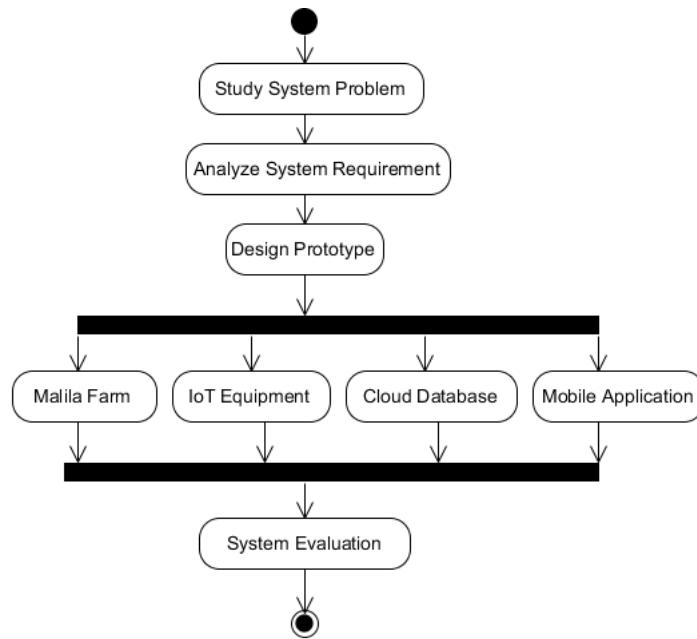 Study System Problem
Analyze System Requirement
Design Prototype
Malila Farm
IoT Equipment
Cloud Database
Mobile Application
System Evaluation